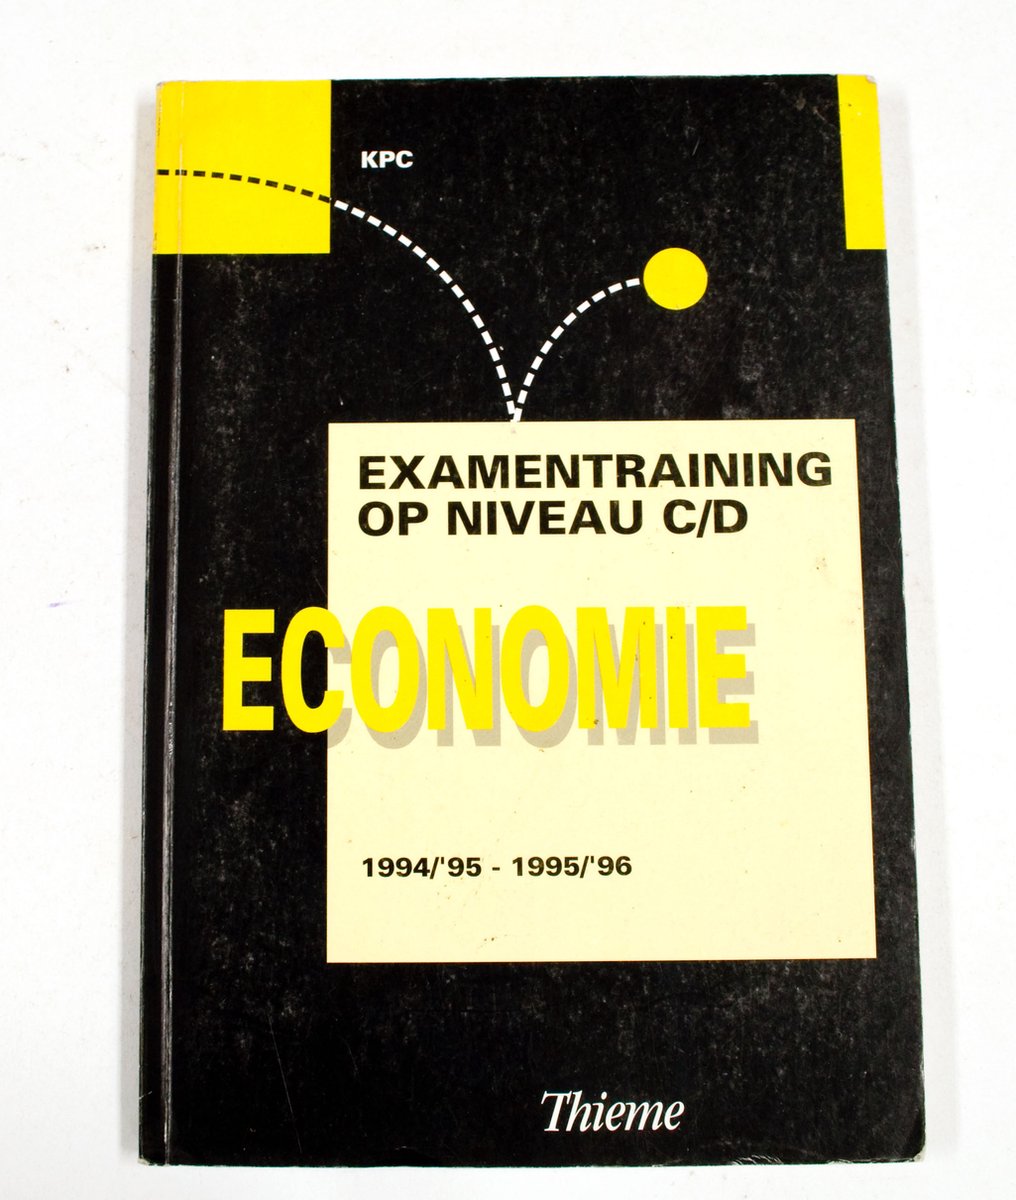 KPC
EXAMENTRAINING
OP NIVEAU C/D
ECONOMIE
1994/'95 - 1995/'96
Thieme